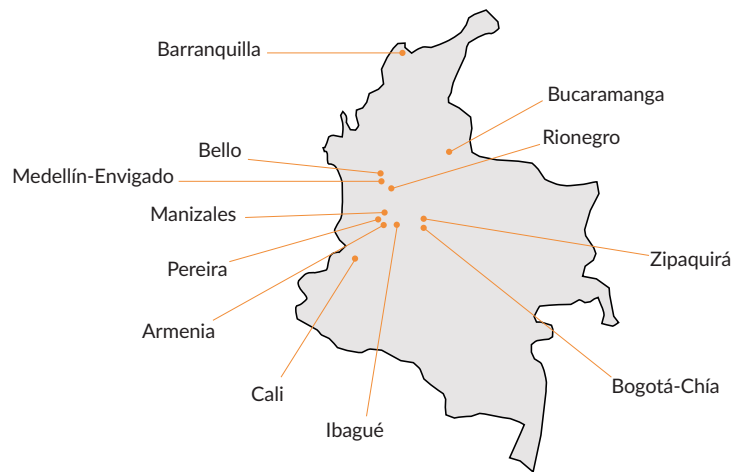 Barranquilla
Bucaramanga
Rionegro
Bello
Medellín-Envigado
Manizales
Zipaquirá
Pereira
Armenia
Bogotá-Chía
Cali
Ibagué